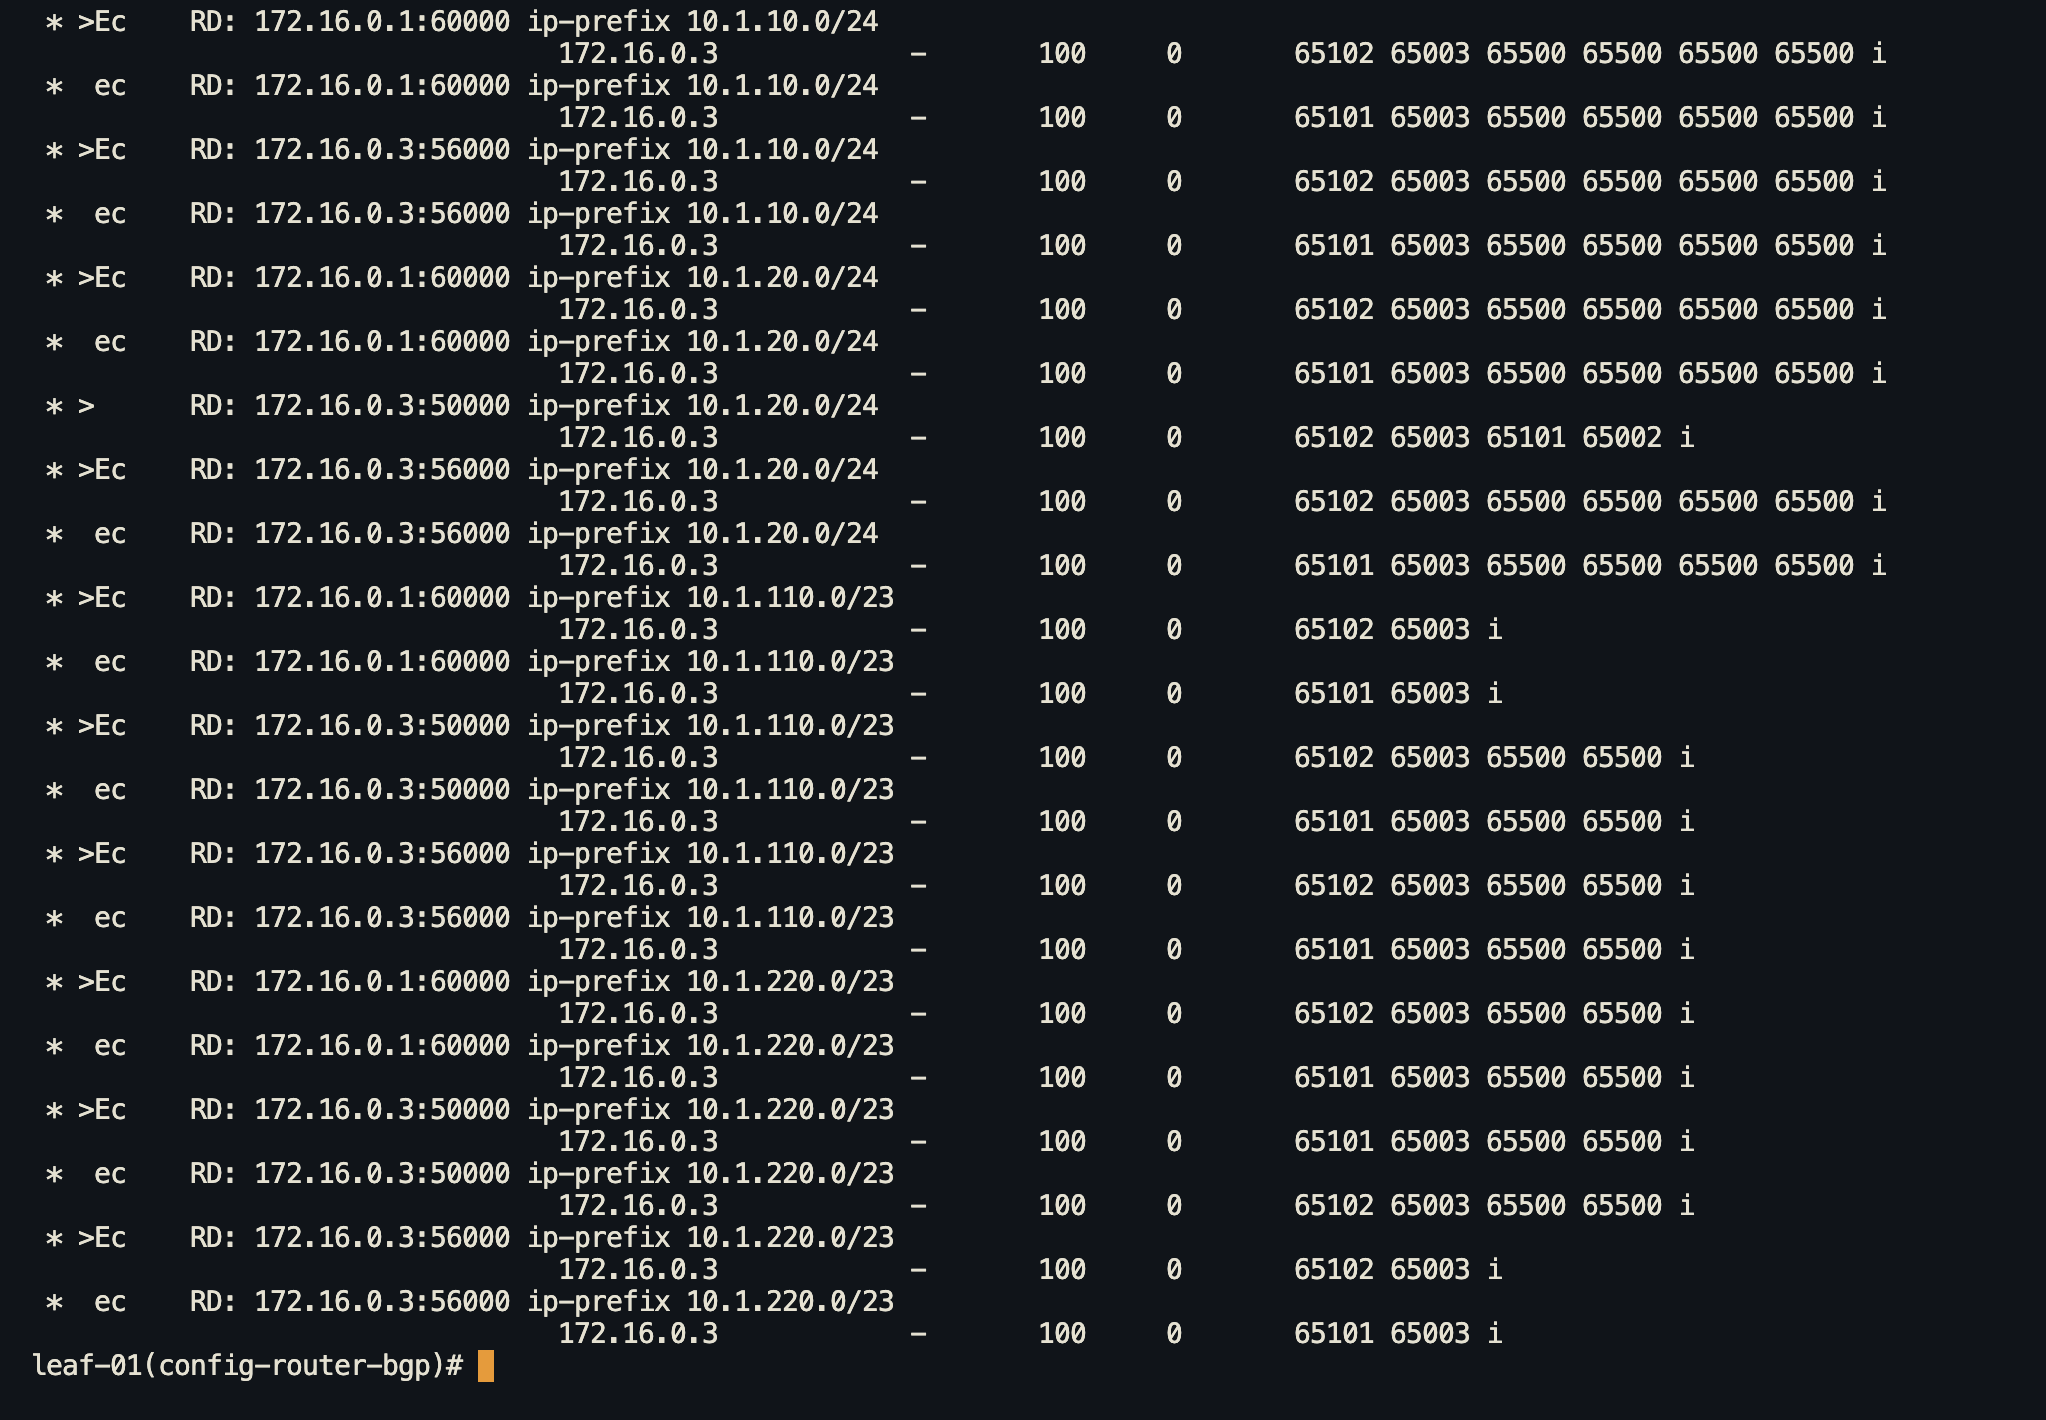 * >Ec    RD: 172.16.0.1:60000 ip-prefix 10.1.10.0/24
172.16.0.3            -       100     0       65102 65003 65500 65500 65500 65500 i
*  ec    RD: 172.16.0.1:60000 ip-prefix 10.1.10.0/24
172.16.0.3            -       100     0       65101 65003 65500 65500 65500 65500 i
* >Ec    RD: 172.16.0.3:56000 ip-prefix 10.1.10.0/24
172.16.0.3            -       100     0       65102 65003 65500 65500 65500 65500 i
*  ec    RD: 172.16.0.3:56000 ip-prefix 10.1.10.0/24
172.16.0.3            -       100     0       65101 65003 65500 65500 65500 65500 i
* >Ec    RD: 172.16.0.1:60000 ip-prefix 10.1.20.0/24
172.16.0.3            -       100     0       65102 65003 65500 65500 65500 65500 i
*  ec    RD: 172.16.0.1:60000 ip-prefix 10.1.20.0/24
172.16.0.3            -       100     0       65101 65003 65500 65500 65500 65500 i
* >      RD: 172.16.0.3:50000 ip-prefix 10.1.20.0/24
172.16.0.3            -       100     0       65102 65003 65101 65002 i
* >Ec    RD: 172.16.0.3:56000 ip-prefix 10.1.20.0/24
172.16.0.3            -       100     0       65102 65003 65500 65500 65500 65500 i
*  ec    RD: 172.16.0.3:56000 ip-prefix 10.1.20.0/24
172.16.0.3            -       100     0       65101 65003 65500 65500 65500 65500 i
* >Ec    RD: 172.16.0.1:60000 ip-prefix 10.1.110.0/23
172.16.0.3            -       100     0       65102 65003 i
*  ec    RD: 172.16.0.1:60000 ip-prefix 10.1.110.0/23
172.16.0.3            -       100     0       65101 65003 i
* >Ec    RD: 172.16.0.3:50000 ip-prefix 10.1.110.0/23
172.16.0.3            -       100     0       65102 65003 65500 65500 i
*  ec    RD: 172.16.0.3:50000 ip-prefix 10.1.110.0/23
172.16.0.3            -       100     0       65101 65003 65500 65500 i
* >Ec    RD: 172.16.0.3:56000 ip-prefix 10.1.110.0/23
172.16.0.3            -       100     0       65102 65003 65500 65500 i
*  ec    RD: 172.16.0.3:56000 ip-prefix 10.1.110.0/23
172.16.0.3            -       100     0       65101 65003 65500 65500 i
* >Ec    RD: 172.16.0.1:60000 ip-prefix 10.1.220.0/23
172.16.0.3            -       100     0       65102 65003 65500 65500 i
*  ec    RD: 172.16.0.1:60000 ip-prefix 10.1.220.0/23
172.16.0.3            -       100     0       65101 65003 65500 65500 i
* >Ec    RD: 172.16.0.3:50000 ip-prefix 10.1.220.0/23
172.16.0.3            -       100     0       65101 65003 65500 65500 i
*  ec    RD: 172.16.0.3:50000 ip-prefix 10.1.220.0/23
172.16.0.3            -       100     0       65102 65003 65500 65500 i
* >Ec    RD: 172.16.0.3:56000 ip-prefix 10.1.220.0/23
172.16.0.3            -       100     0       65102 65003 i
*  ec    RD: 172.16.0.3:56000 ip-prefix 10.1.220.0/23
172.16.0.3            -       100     0       65101 65003 i
leaf-01(config-router-bgp)#